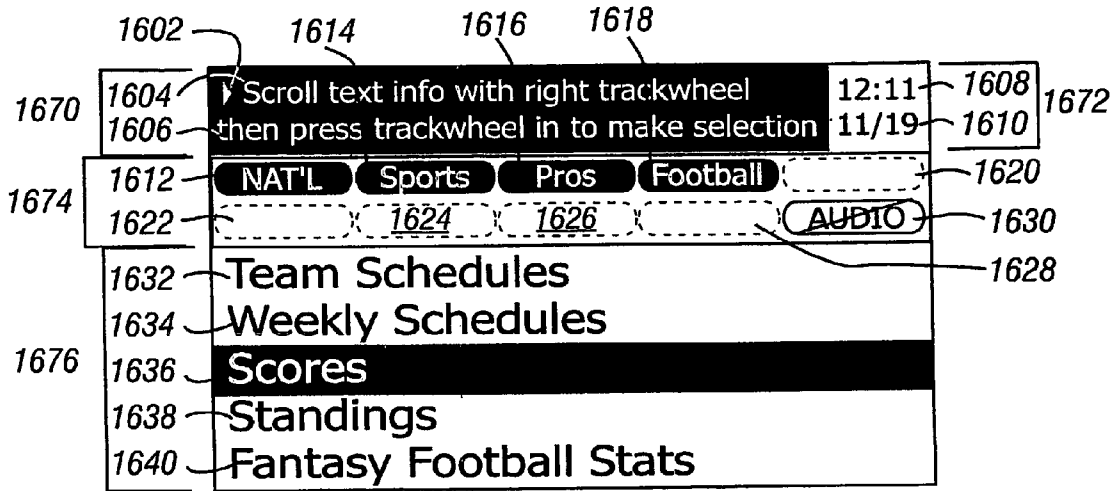 1602 1614 1616 1618
1670 1604 Scroll text info with right trackwheel 12:11 1608 1672
1606 then press trackwheel in to make selection 11/19 1610
1674 1612 NAT'L Sports Pros Football 1620
1622 1624 1626 AUDIO 1630
1632 Team Schedules 1628
1634 Weekly Schedules
1676 1636 Scores
1638 Standings
1640 Fantasy Football Stats